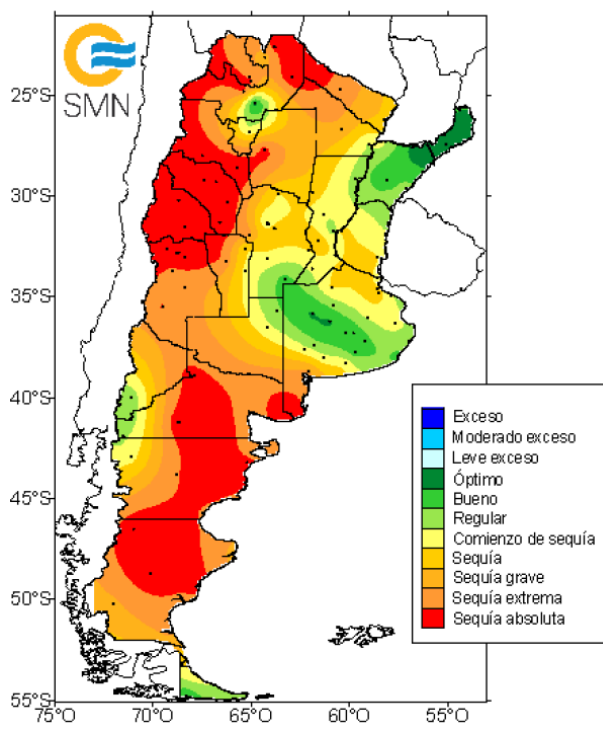 SMN
25°S
30°S
35°S
40°S
45°S
50°S
55°S
75°O 70°O 65°O 60°O 55°O
Exceso
Moderado exceso
Leve exceso
Óptimo
Bueno
Regular
Comienzo de sequía
Sequía
Sequía grave
Sequía extrema
Sequía absoluta